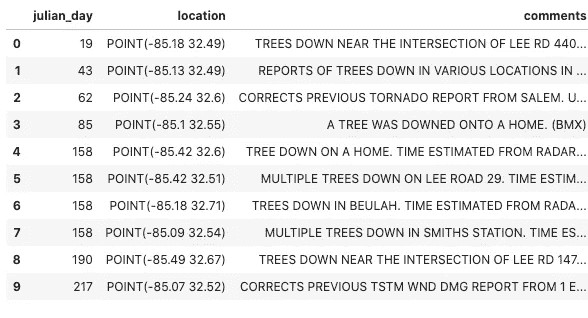 julian_day location comments
0 19 POINT(-85.18 32.49) TREES DOWN NEAR THE INTERSECTION OF LEE RD 440...
1 43 POINT(-85.13 32.49) REPORTS OF TREES DOWN IN VARIOUS LOCATIONS IN ...
2 62 POINT(-85.24 32.6) CORRECTS PREVIOUS TORNADO REPORT FROM SALEM. U...
3 85 POINT(-85.1 32.55) A TREE WAS DOWNED ONTO A HOME. (BMX)
4 158 POINT(-85.42 32.6) TREE DOWN ON A HOME. TIME ESTIMATED FROM RADAR...
5 158 POINT(-85.42 32.51) MULTIPLE TREES DOWN ON LEE ROAD 29. TIME ESTIM...
6 158 POINT(-85.18 32.71) TREES DOWN IN BEULAH. TIME ESTIMATED FROM RADA...
7 158 POINT(-85.09 32.54) MULTIPLE TREES DOWN IN SMITHS STATION. TIME ES...
8 190 POINT(-85.49 32.67) TREES DOWN NEAR THE INTERSECTION OF LEE RD 147...
9 217 POINT(-85.07 32.52) CORRECTS PREVIOUS TSTM WND DMG REPORT FROM 1 E...